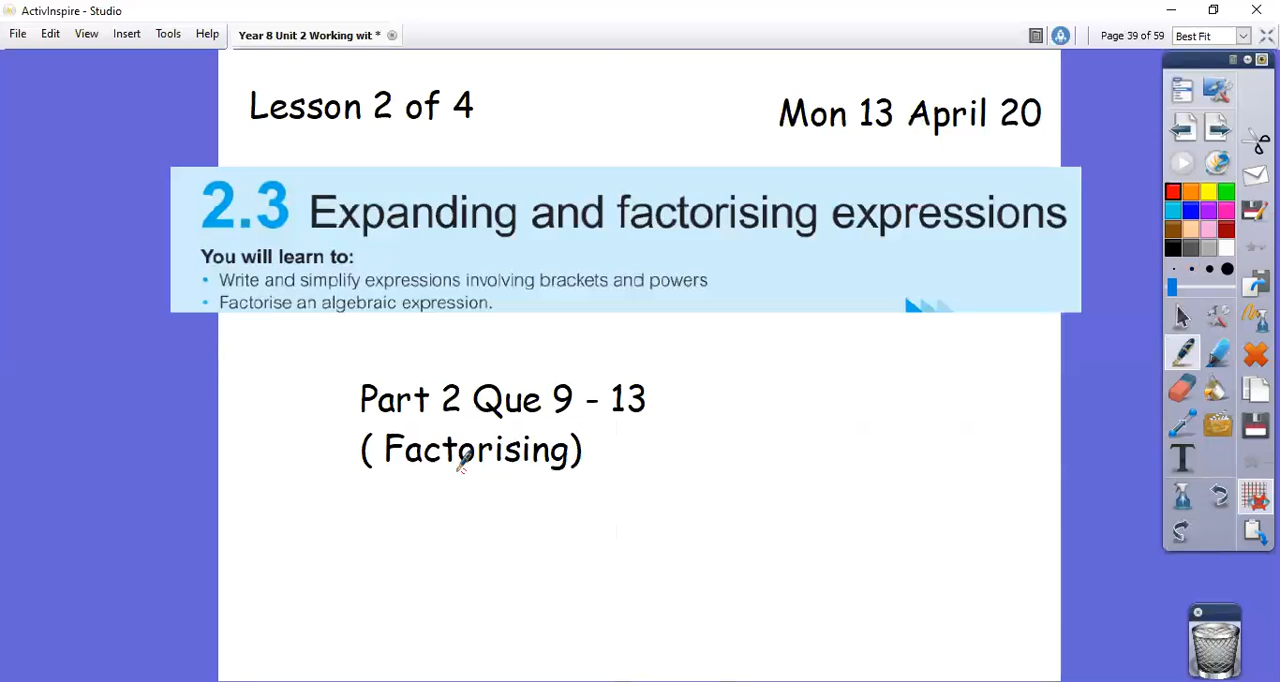 ActivInspire - Studio
File Edit View Insert Tools Help
Year 8 Unit 2 Working wit *
Page 39 of 59
Best Fit
Lesson 2 of 4
Mon 13 April 20
2.3 Expanding and factorising expressions
You will learn to:
• Write and simplify expressions involving brackets and powers
• Factorise an algebraic expression.
Part 2 Que 9 - 13
( Factorising)
T